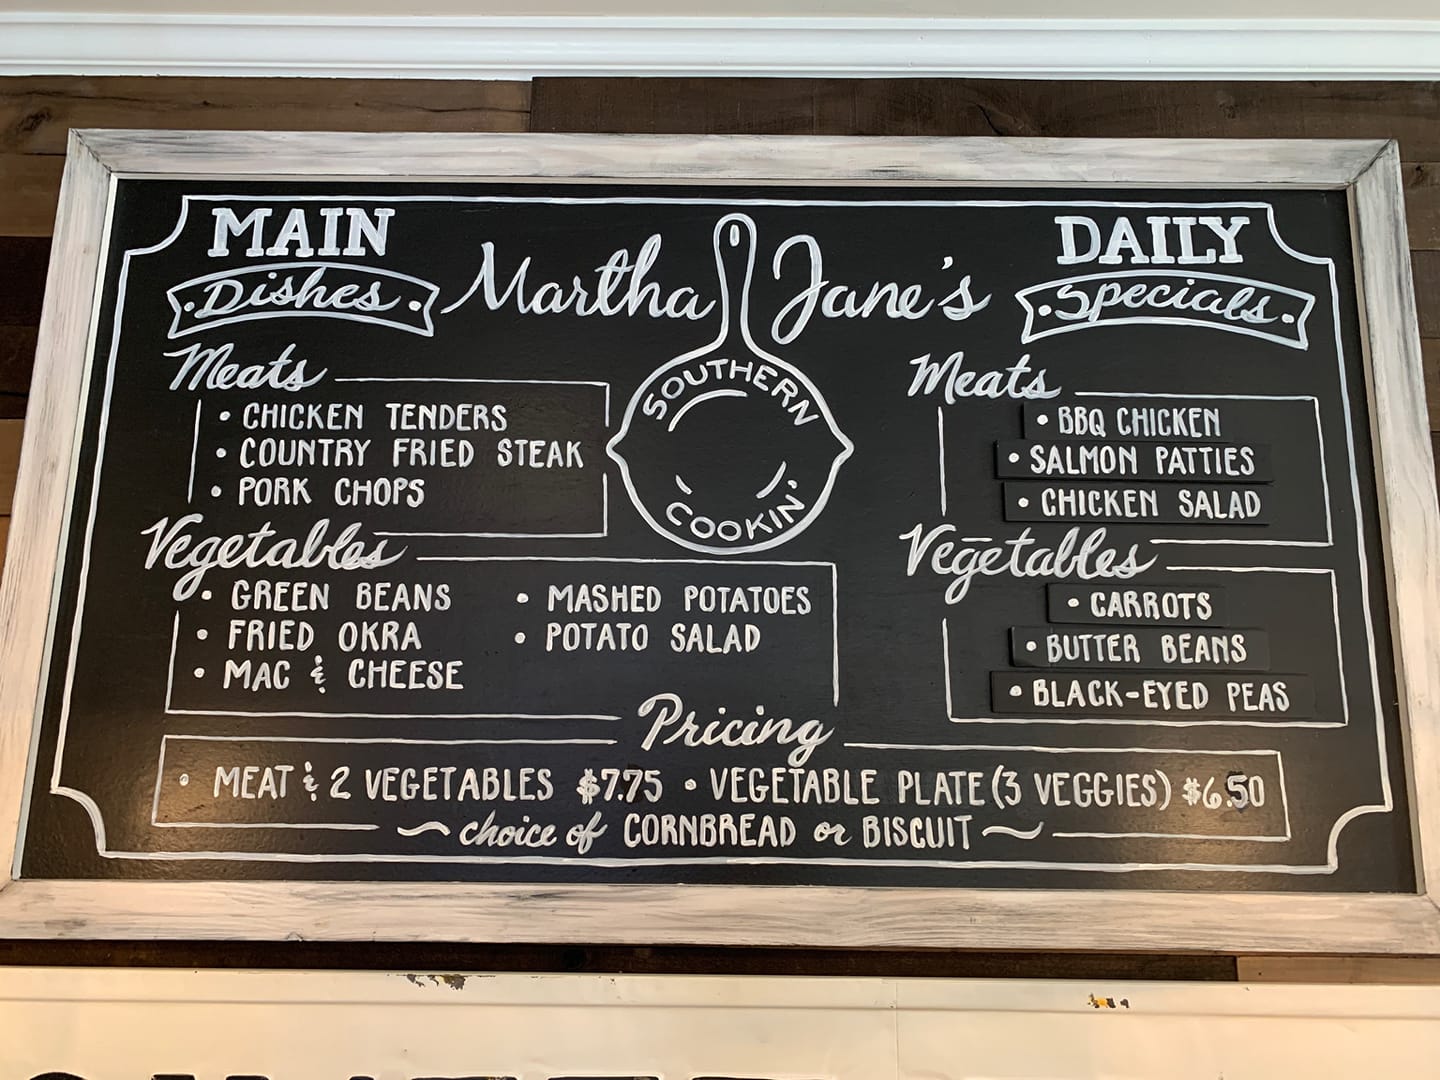 MAIN
Dishes
Martha Jane's
SOUTHERN
COOKIN'
DAILY
Specials
Meats
• CHICKEN TENDERS
• COUNTRY FRIED STEAK
• PORK CHOPS
Vegetables
• GREEN BEANS
• FRIED OKRA
• MAC & CHEESE
• MASHED POTATOES
• POTATO SALAD
Meats
• BBQ CHICKEN
• SALMON PATTIES
• CHICKEN SALAD
Vegetables
• CARROTS
• BUTTER BEANS
• BLACK-EYED PEAS
Pricing
• MEAT & 2 VEGETABLES $7.75 • VEGETABLE PLATE (3 VEGGIES) $6.50
~ choice of CORNBREAD or BISCUIT ~